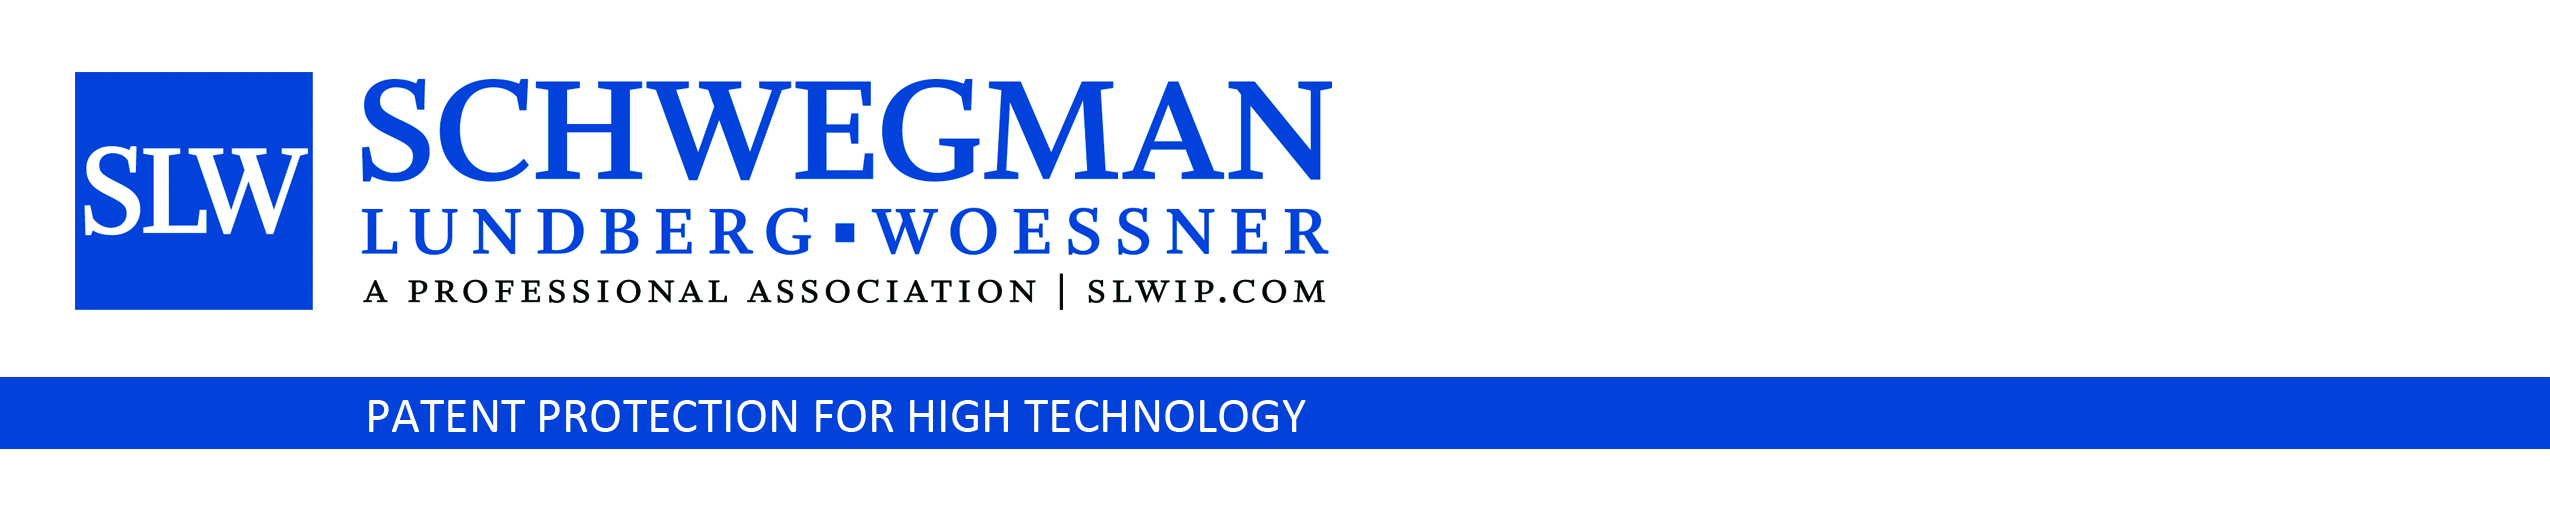 SLW
SCHWEGMAN
LUNDBERG ▪ WOESSNER
A PROFESSIONAL ASSOCIATION | SLWIP.COM
PATENT PROTECTION FOR HIGH TECHNOLOGY